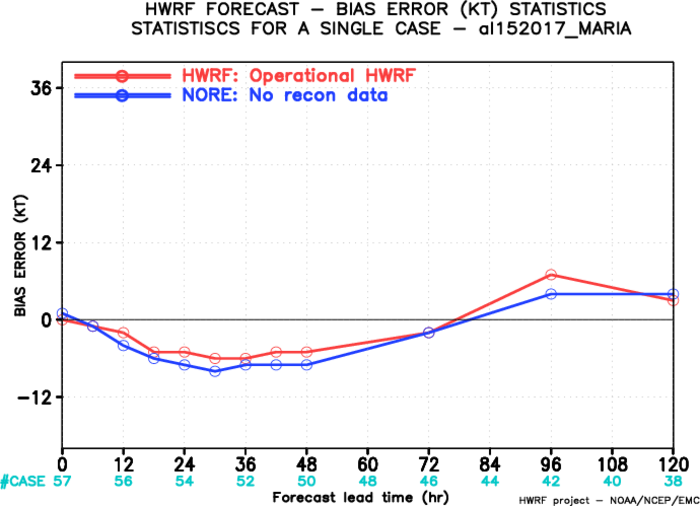 HWRF FORECAST – BIAS ERROR (KT) STATISTICS
STATISTISCS FOR A SINGLE CASE – al152017_MARIA
HWRF: Operational HWRF
NORE: No recon data
BIAS ERROR (KT)
36
24
12
0
−12
0 12 24 36 48 60 72 84 96 108 120
#CASE 57 56 54 52 50 48 46 44 42 40 38
Forecast lead time (hr)
HWRF project – NOAA/NCEP/EMC